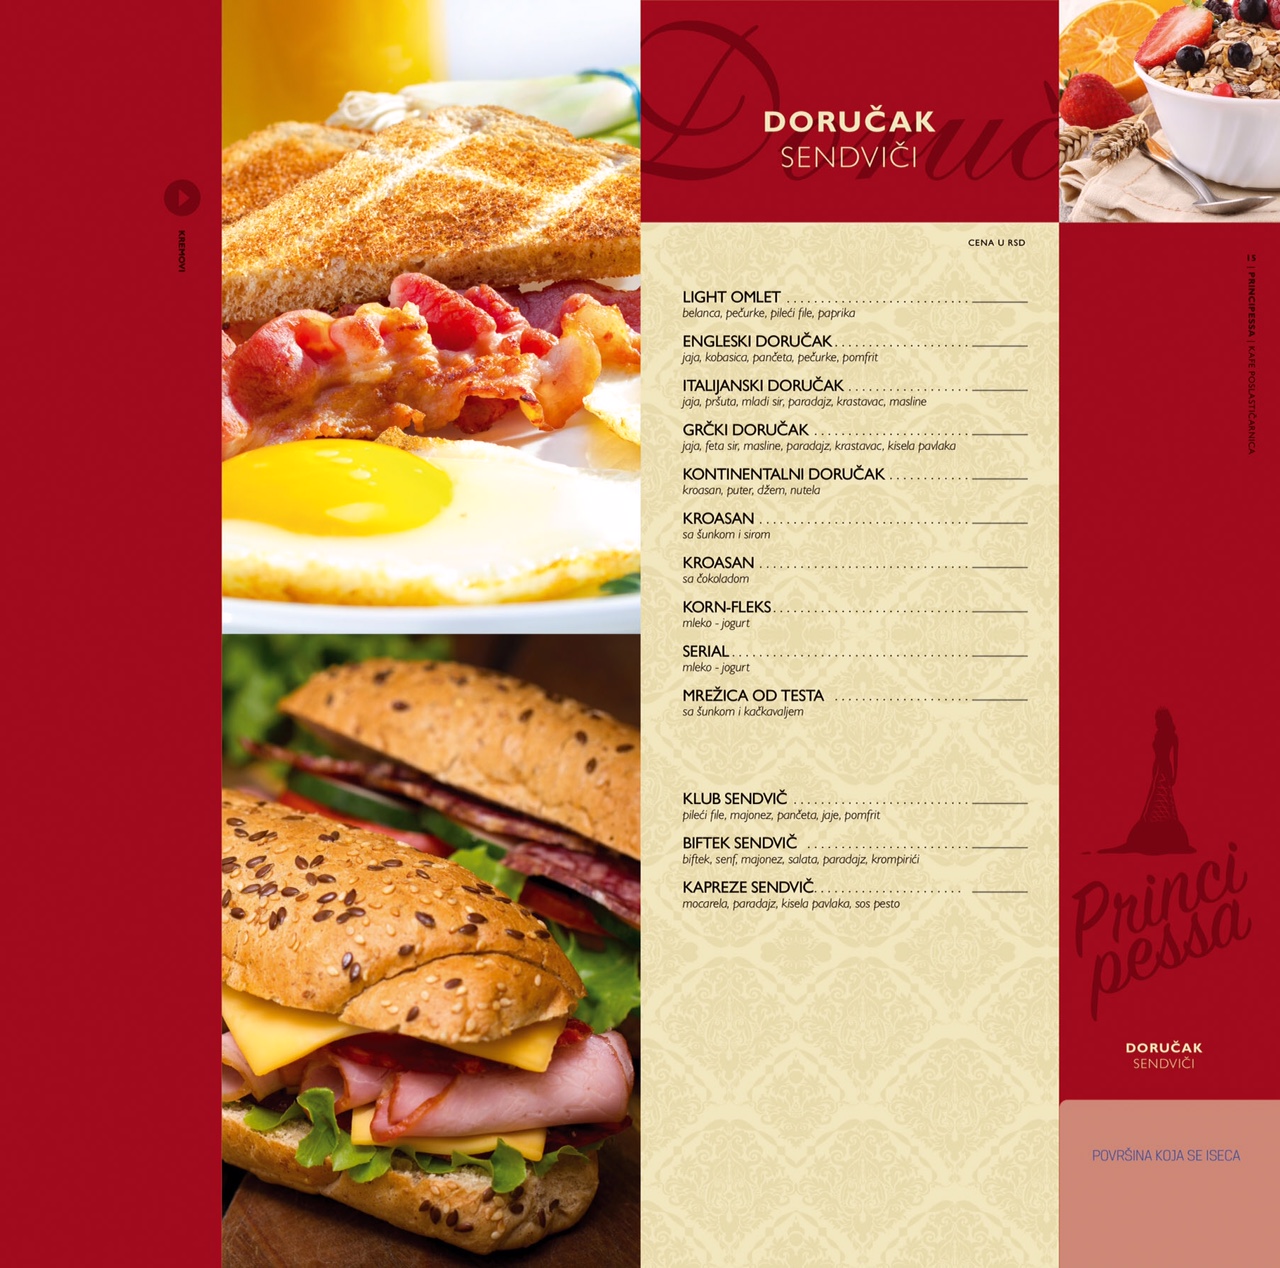 KREMOVI
Doruč
DORUČAK
SENDVIČI
CENA U RSD
LIGHT OMLET
belanca, pečurke, pileći file, paprika
ENGLESKI DORUČAK
jaja, kobasica, pančeta, pečurke, pomfrit
ITALIJANSKI DORUČAK
jaja, pršuta, mladi sir, paradajz, krastavac, masline
GRČKI DORUČAK
jaja, feta sir, masline, paradajz, krastavac, kisela pavlaka
KONTINENTALNI DORUČAK
kroasan, puter, džem, nutela
KROASAN
sa šunkom i sirom
KROASAN
sa čokoladom
KORN-FLEKS
mleko - jogurt
SERIAL
mleko - jogurt
MREŽICA OD TESTA
sa šunkom i kačkavaljem
KLUB SENDVIČ
pileći file, majonez, pančeta, jaje, pomfrit
BIFTEK SENDVIČ
biftek, senf, majonez, salata, paradajz, krompirići
KAPREZE SENDVIČ
mocarela, paradajz, kisela pavlaka, sos pesto
15 | PRINCIPESSA | KAFE POSLASTIČARNICA
Princi
pessa
DORUČAK
SENDVIČI
POVRŠINA KOJA SE ISECA